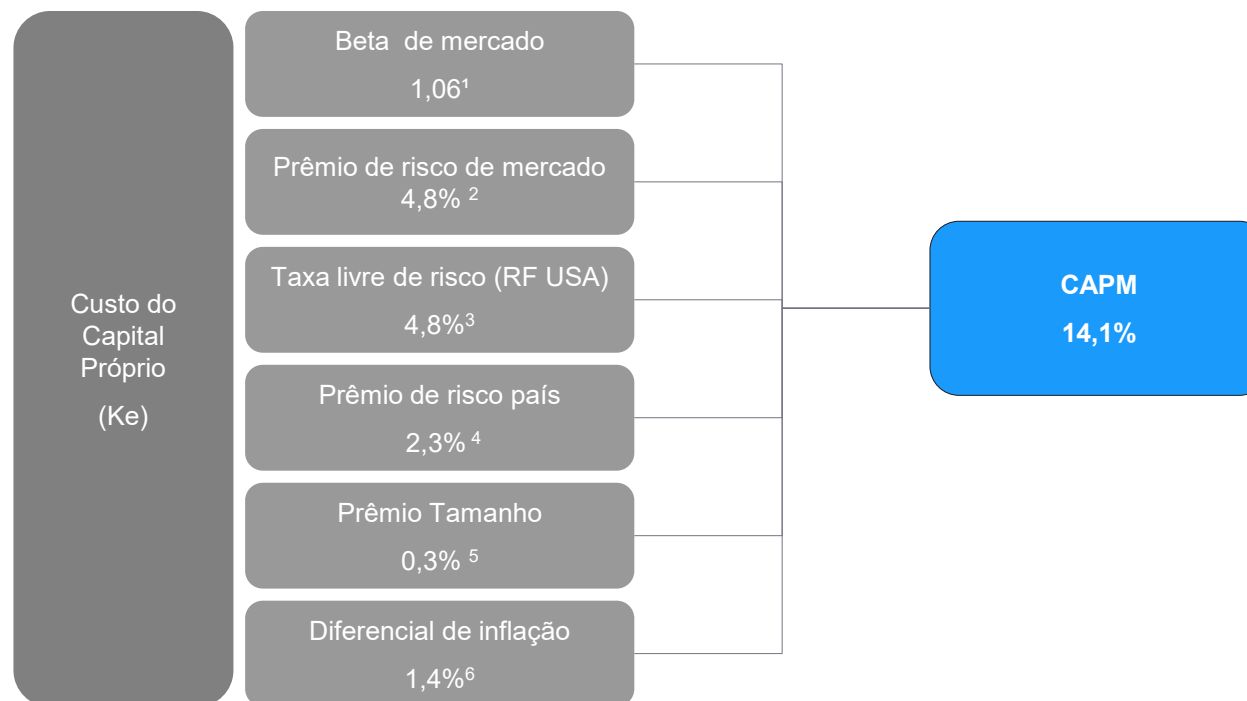 Custo do
Capital
Próprio
(Ke)
Beta de mercado
1,06¹
Prêmio de risco de mercado
4,8% ²
Taxa livre de risco (RF USA)
4,8%³
Prêmio de risco país
2,3% ⁴
Prêmio Tamanho
0,3% ⁵
Diferencial de inflação
1,4%⁶
CAPM
14,1%